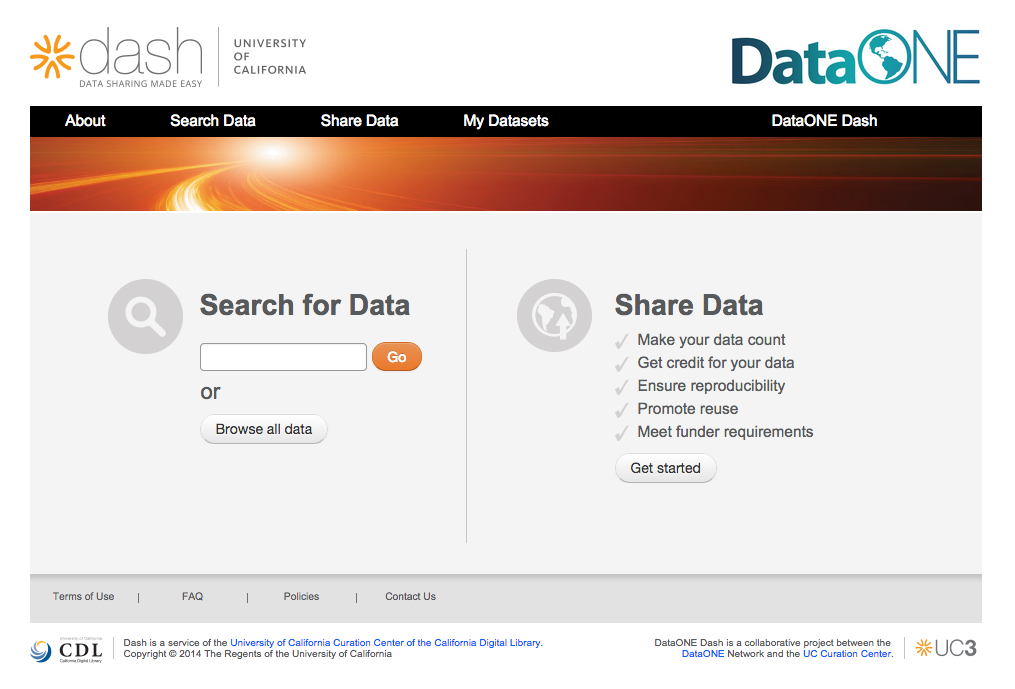 dash
DATA SHARING MADE EASY
UNIVERSITY
OF
CALIFORNIA
DataONE
About Search Data Share Data My Datasets DataONE Dash
Search for Data
Go
or
Browse all data
Share Data
Make your data count
Get credit for your data
Ensure reproducibility
Promote reuse
Meet funder requirements
Get started
Terms of Use | FAQ | Policies | Contact Us
University of California
CDL
California Digital Library
Dash is a service of the University of California Curation Center of the California Digital Library.
Copyright © 2014 The Regents of the University of California
DataONE Dash is a collaborative project between the
DataONE Network and the UC Curation Center.
UC3